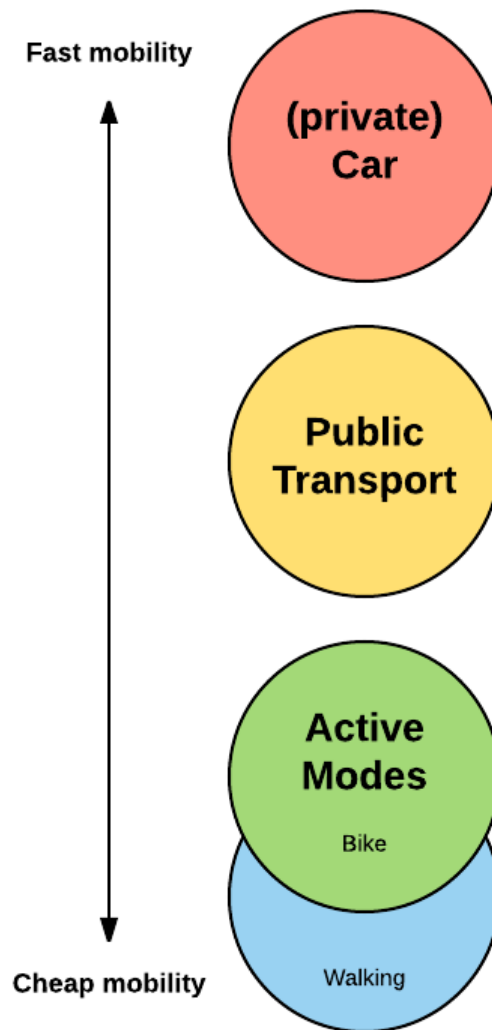 Fast mobility
(private)
Car
Public
Transport
Active
Modes
Bike
Walking
Cheap mobility